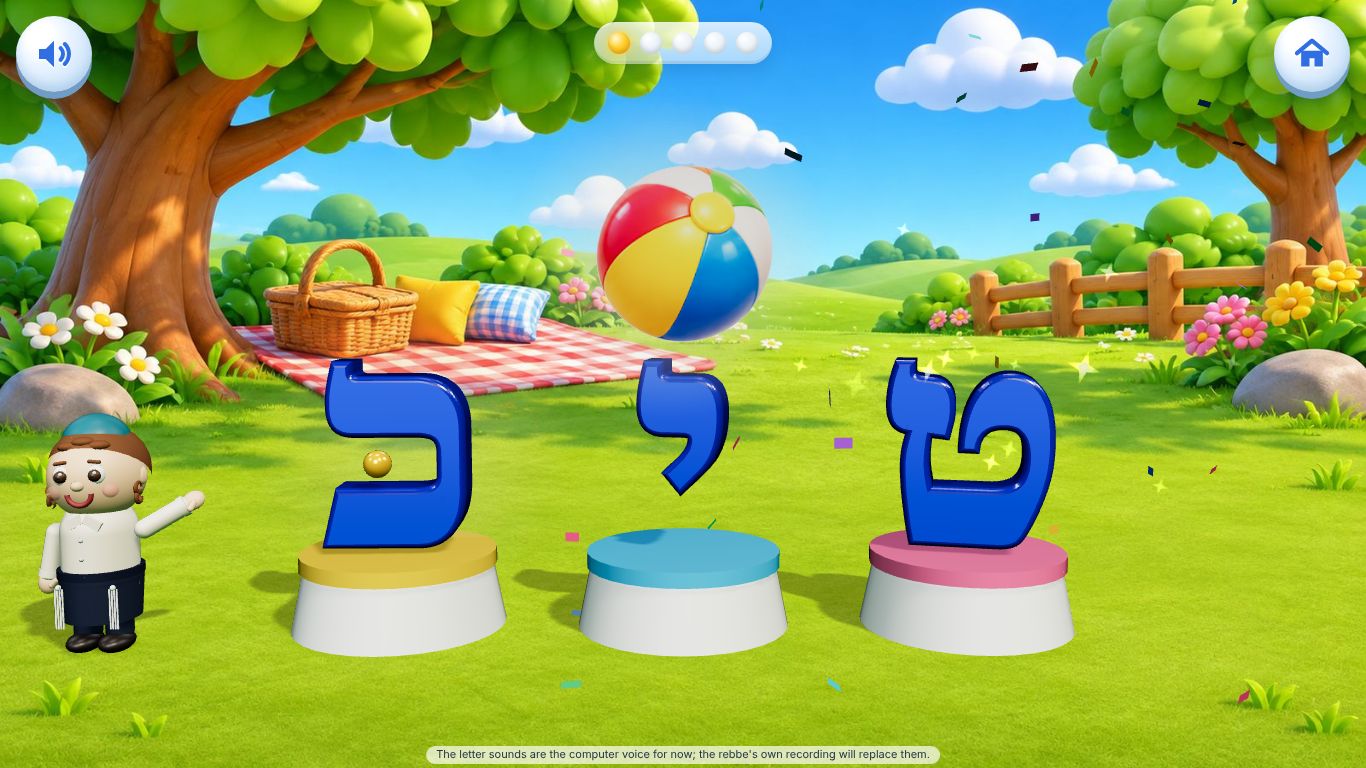 ט י כּ
The letter sounds are the computer voice for now; the rebbe's own recording will replace them.